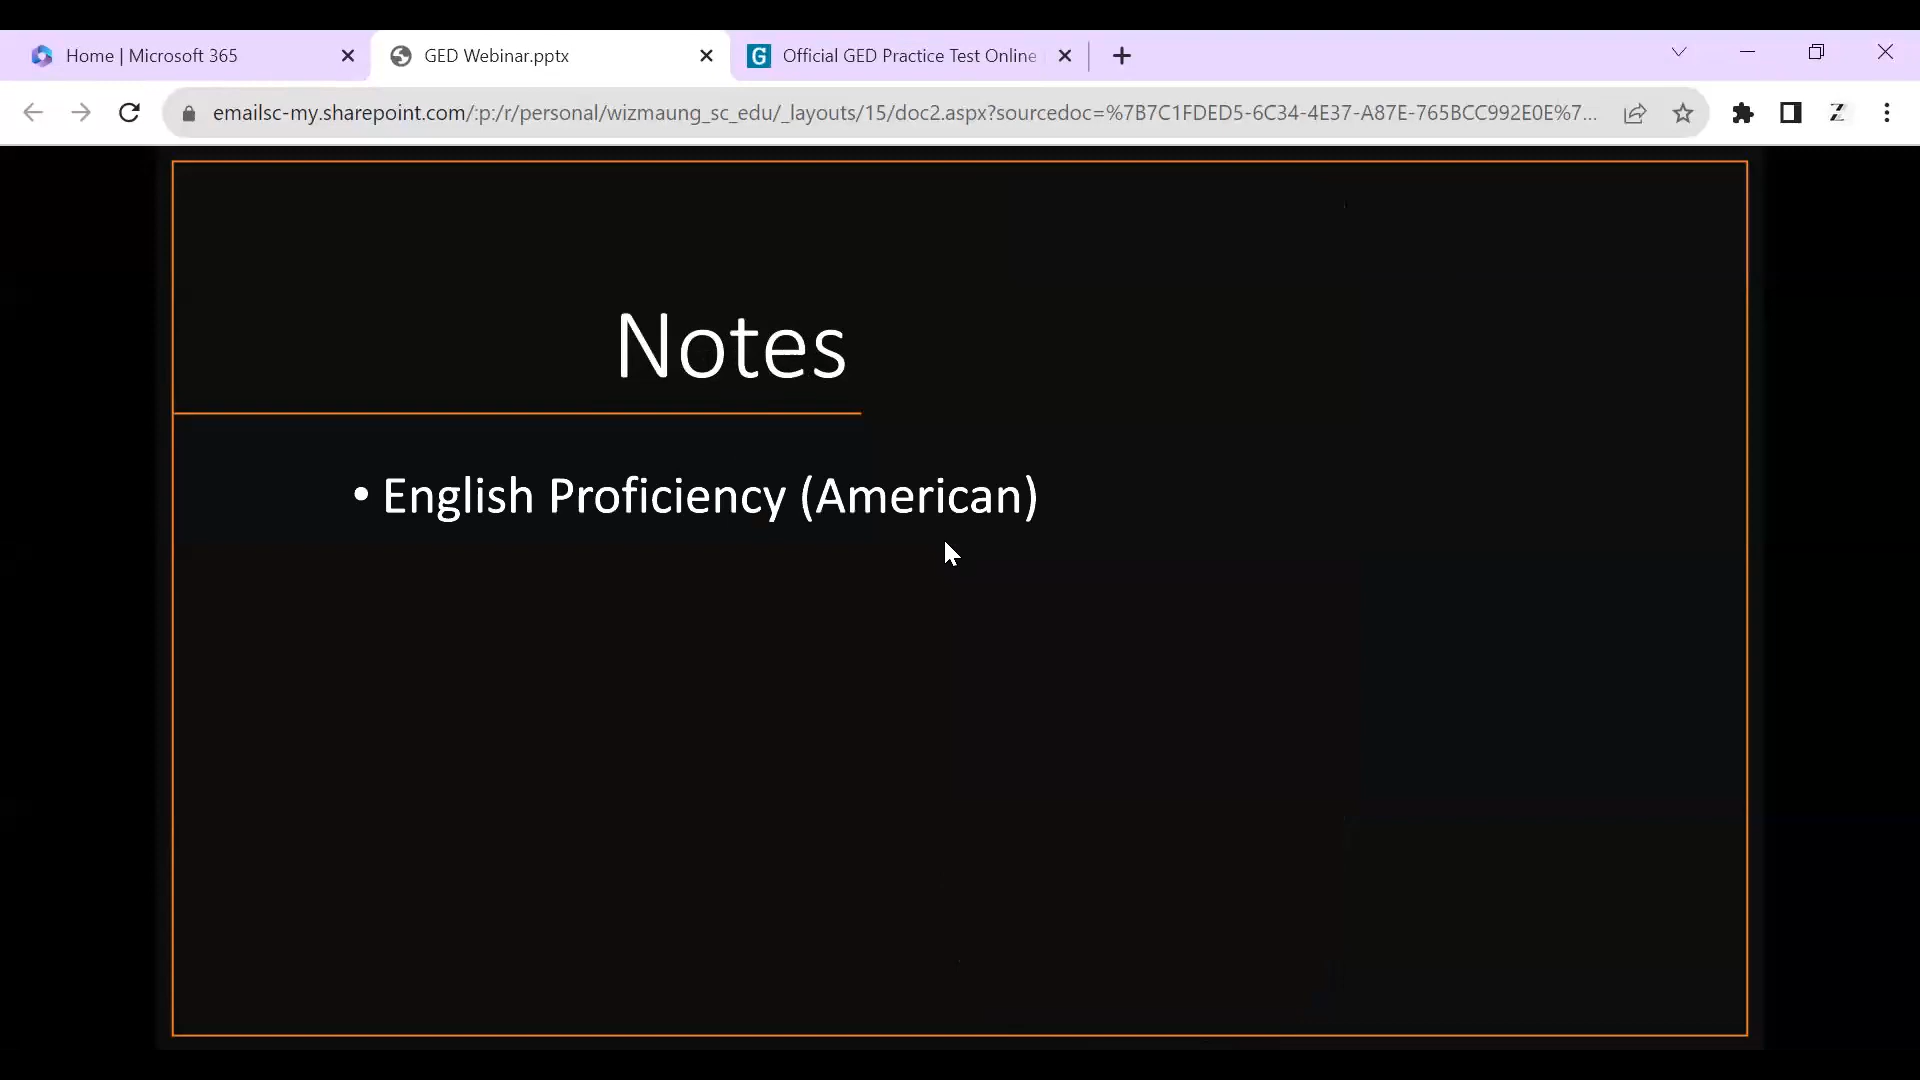 Home | Microsoft 365
GED Webinar.pptx
G
Official GED Practice Test Online
emailsc-my.sharepoint.com/:p:/r/personal/wizmaung_sc_edu/_layouts/15/doc2.aspx?sourcedoc=%7B7C1FDED5-6C34-4E37-A87E-765BCC992E0E%7...
Z
Notes
• English Proficiency (American)